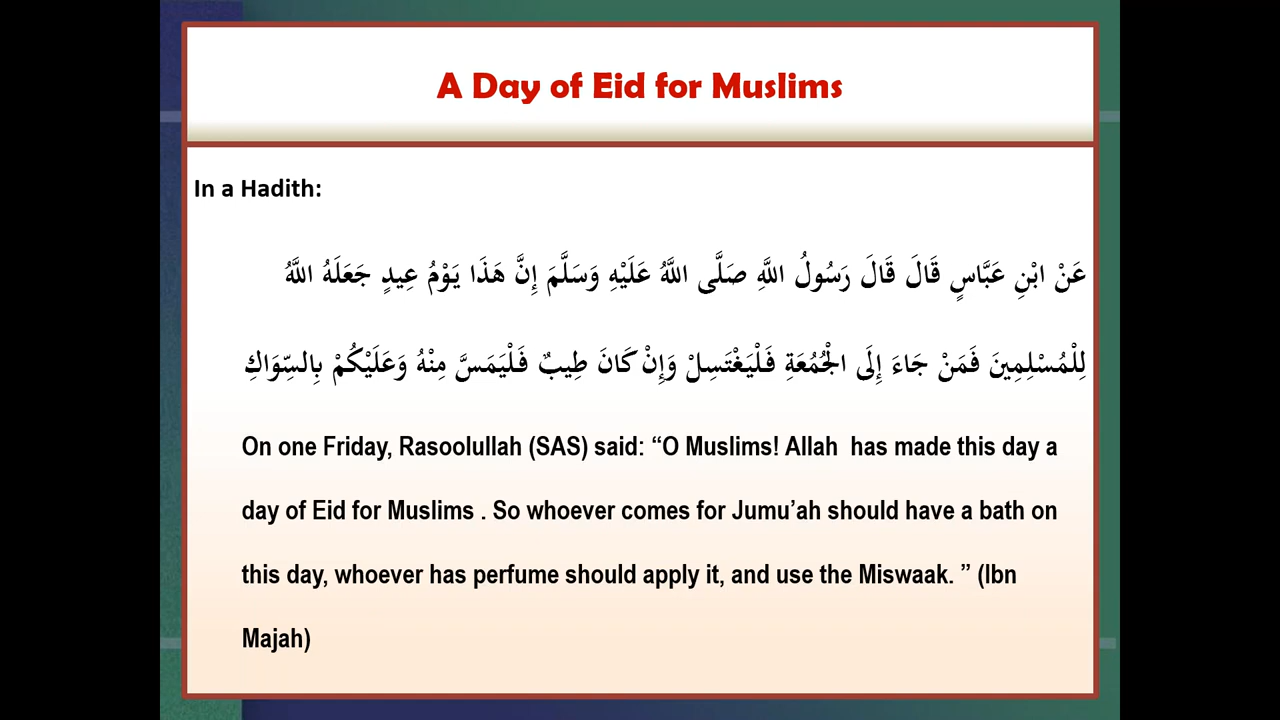 A Day of Eid for Muslims
In a Hadith:
عَنْ ابْنِ عَبَّاسٍ قَالَ قَالَ رَسُولُ اللَّهِ صَلَّى اللَّهُ عَلَيْهِ وَسَلَّمَ إِنَّ هَذَا يَوْمُ عِيدٍ جَعَلَهُ اللَّهُ
لِلْمُسْلِمِينَ فَمَنْ جَاءَ إِلَى الْجُمُعَةِ فَلْيَغْتَسِلْ وَإِنْ كَانَ طِيبٌ فَلْيَمَسَّ مِنْهُ وَعَلَيْكُمْ بِالسِّوَاكِ
On one Friday, Rasoolullah (SAS) said: “O Muslims! Allah  has made this day a
day of Eid for Muslims . So whoever comes for Jumu’ah should have a bath on
this day, whoever has perfume should apply it, and use the Miswaak. ” (Ibn
Majah)